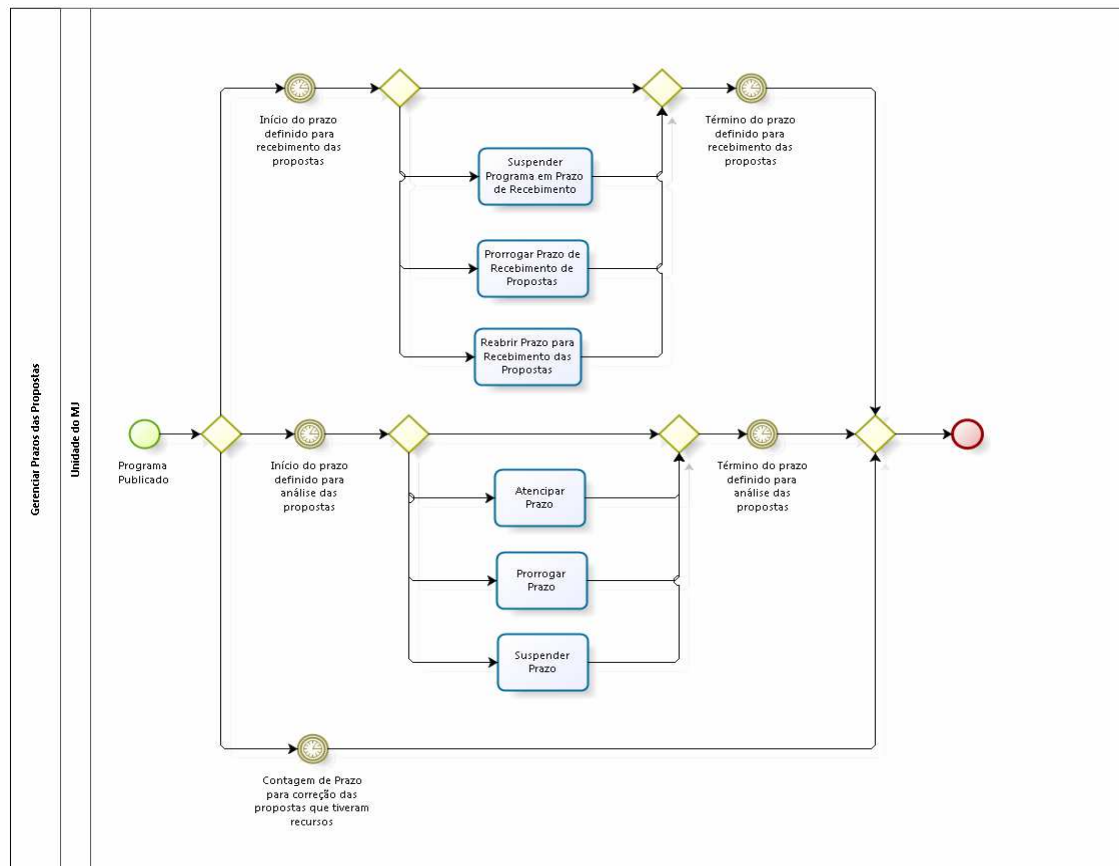 Gerenciar Prazos das Propostas
Unidade do MJ
Início do prazo
definido para
recebimento das
propostas
Término do prazo
definido para
recebimento das
propostas
Suspender
Programa em Prazo
de Recebimento
Prorrogar Prazo de
Recebimento de
Propostas
Reabrir Prazo para
Recebimento das
Propostas
Programa
Publicado
Início do prazo
definido para
análise das
propostas
Término do prazo
definido para
análise das
propostas
Atencipar
Prazo
Prorrogar
Prazo
Suspender
Prazo
Contagem de Prazo
para correção das
propostas que tiveram
recursos